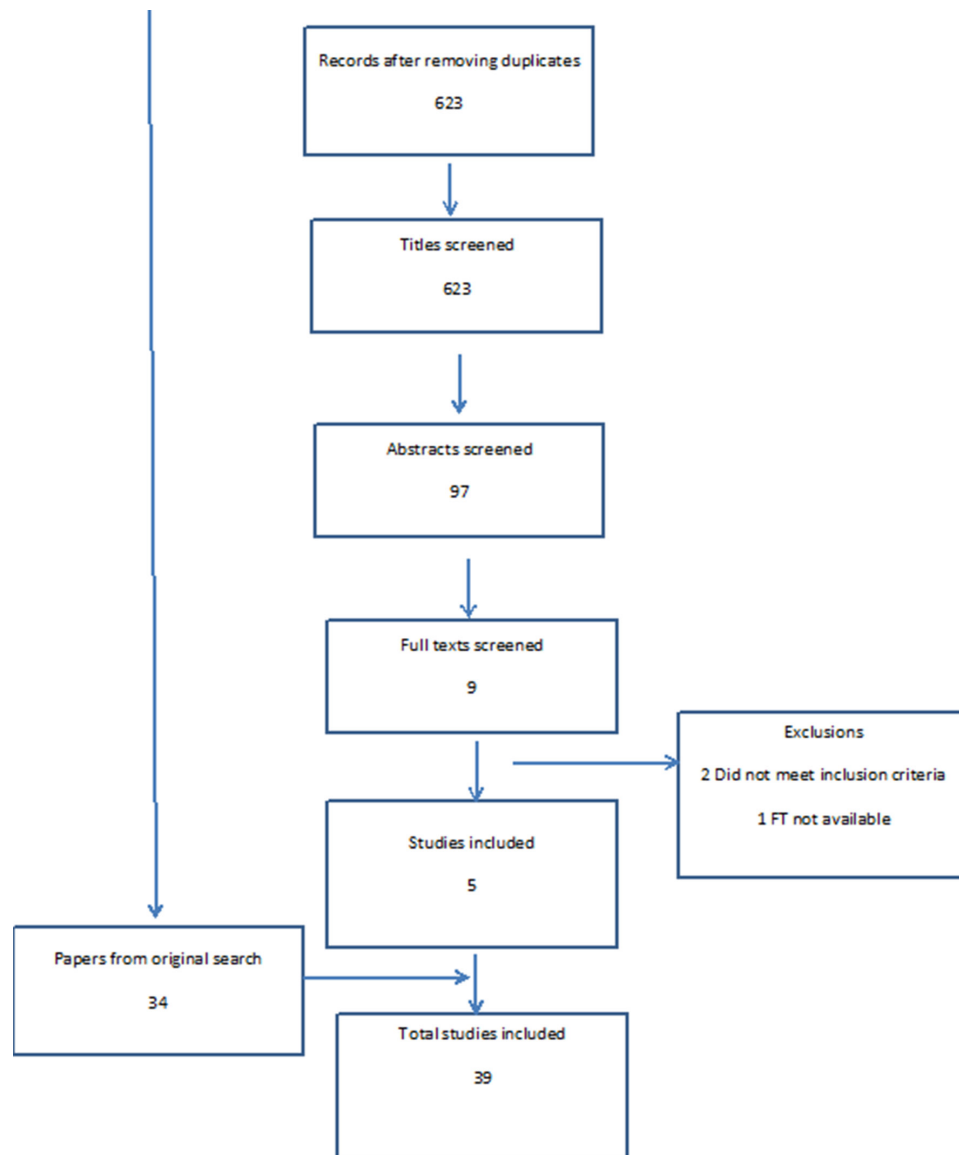 Records after removing duplicates
623
Titles screened
623
Abstracts screened
97
Full texts screened
9
Exclusions
2 Did not meet inclusion criteria
1 FT not available
Studies included
5
Papers from original search
34
Total studies included
39